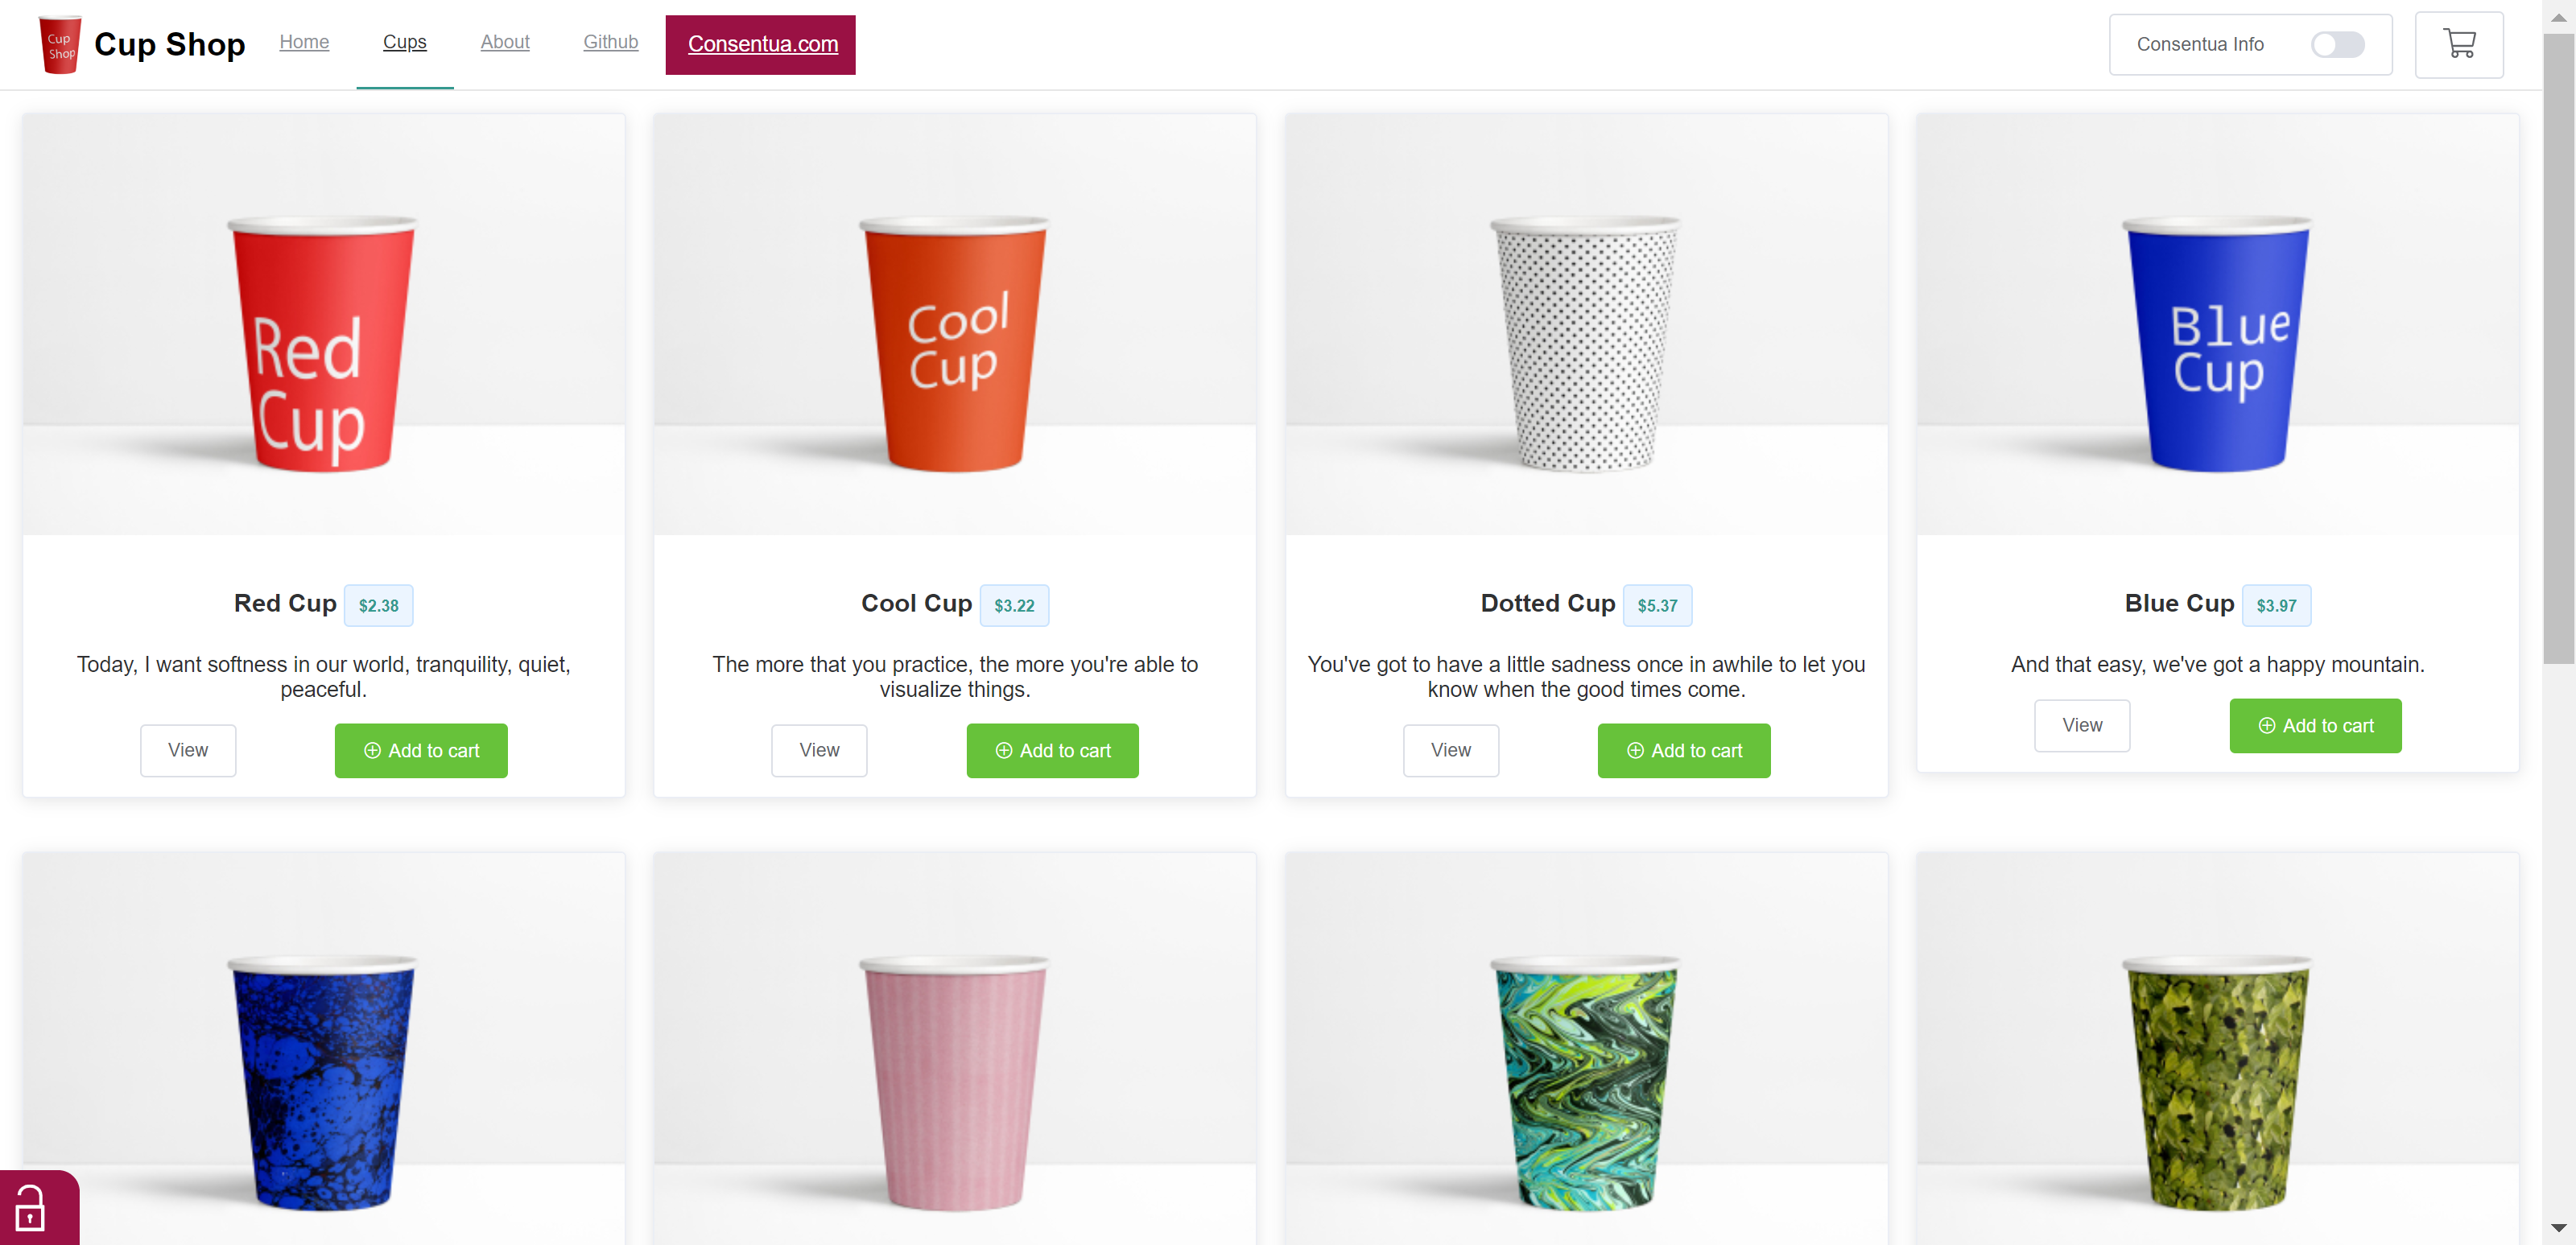 Cup
Shop
Cup Shop
Home
Cups
About
Github
Consentua.com
Consentua Info
Red
Cup
Cool
Cup
Blue
Cup
Red Cup $2.38
Today, I want softness in our world, tranquility, quiet,
peaceful.
View
Add to cart
Cool Cup $3.22
The more that you practice, the more you're able to
visualize things.
View
Add to cart
Dotted Cup $5.37
You've got to have a little sadness once in awhile to let you
know when the good times come.
View
Add to cart
Blue Cup $3.97
And that easy, we've got a happy mountain.
View
Add to cart